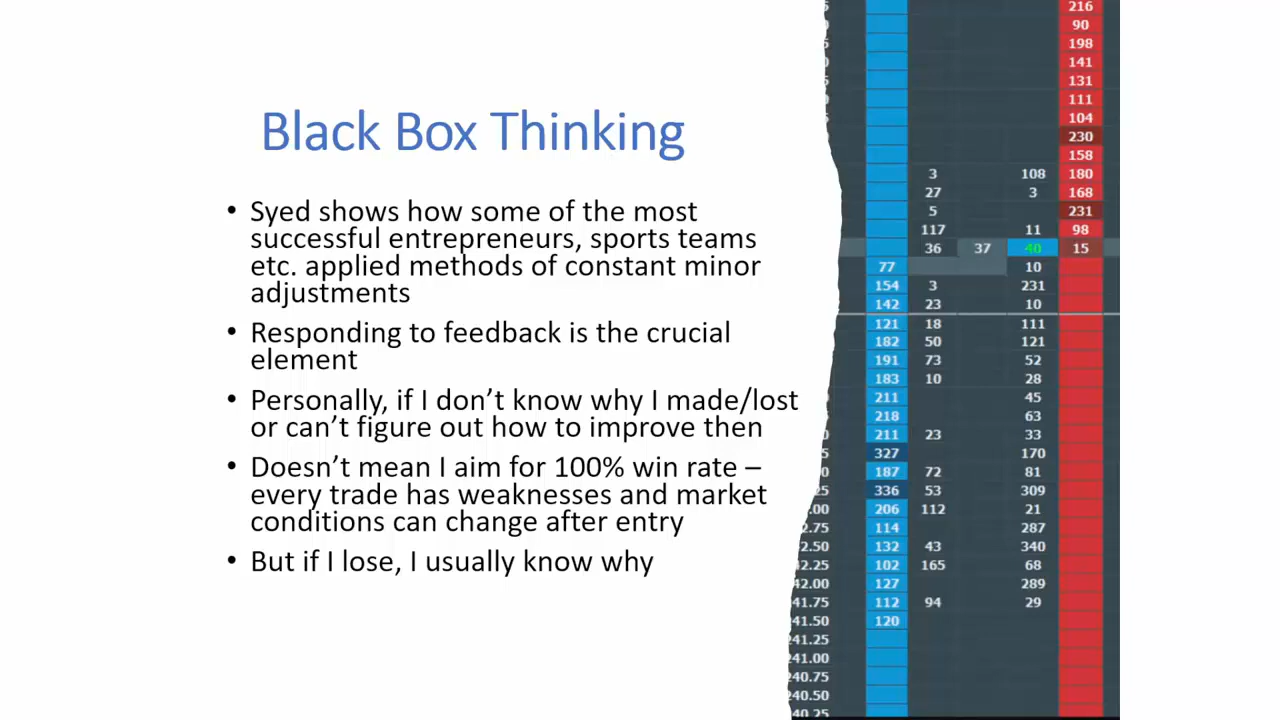 Black Box Thinking
• Syed shows how some of the most
successful entrepreneurs, sports teams
etc. applied methods of constant minor
adjustments
• Responding to feedback is the crucial
element
• Personally, if I don’t know why I made/lost
or can’t figure out how to improve then
• Doesn’t mean I aim for 100% win rate –
every trade has weaknesses and market
conditions can change after entry
• But if I lose, I usually know why
216
90
198
141
131
111
104
230
158
3 108 180
27 3 168
5 231
117 11 98
36 37 40 15
77 10
154 3 231
142 23 10
121 18 111
182 50 121
191 73 52
183 10 28
211 45
218 63
211 23 33
327 170
187 72 81
336 53 309
206 112 21
114 287
132 43 340
102 165 68
127 289
112 94 29
120